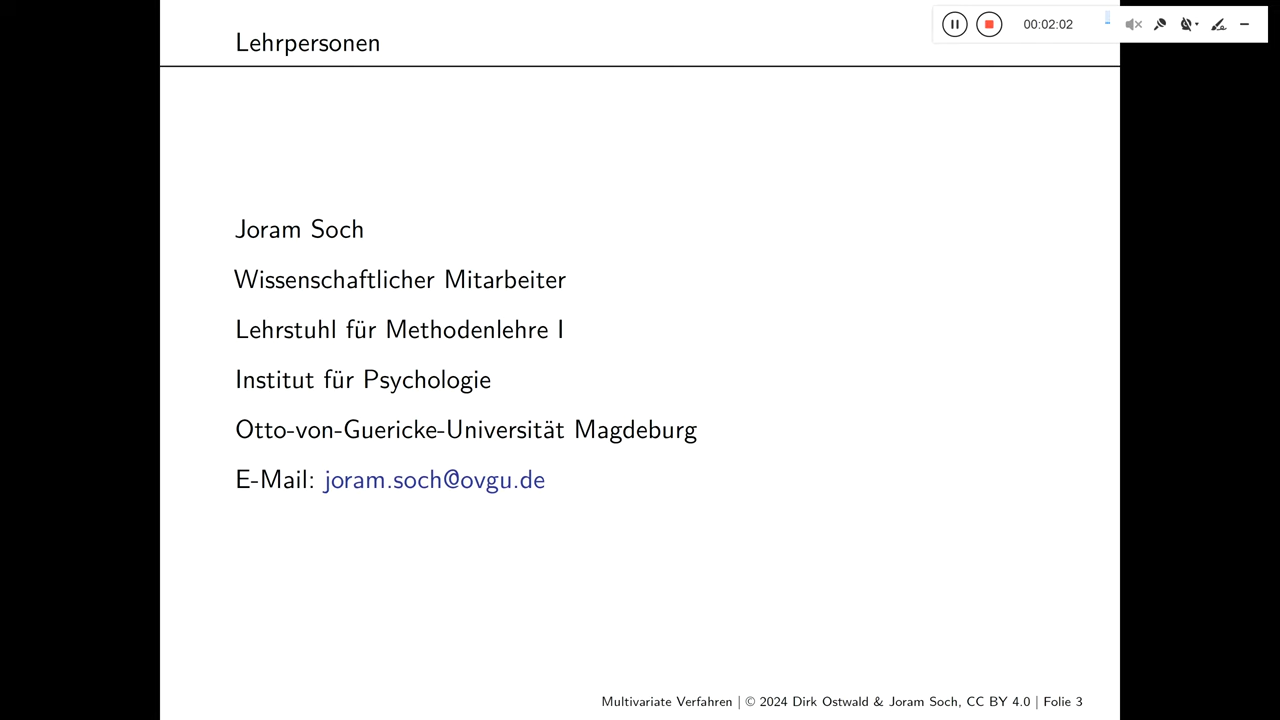 00:02:02
Lehrpersonen
Joram Soch
Wissenschaftlicher Mitarbeiter
Lehrstuhl für Methodenlehre I
Institut für Psychologie
Otto-von-Guericke-Universität Magdeburg
E-Mail: joram.soch@ovgu.de
Multivariate Verfahren | © 2024 Dirk Ostwald & Joram Soch, CC BY 4.0 | Folie 3